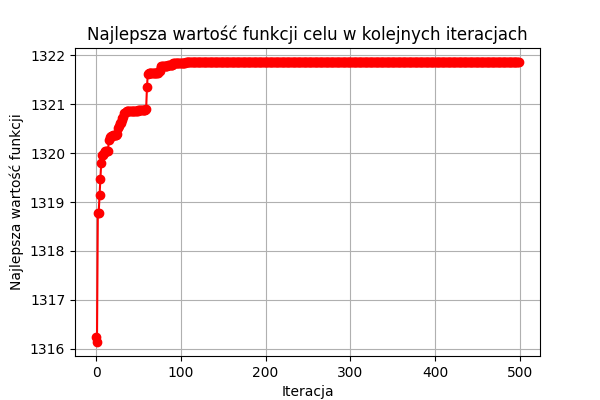 Najlepsza wartość funkcji celu w kolejnych iteracjach
Najlepsza wartość funkcji
1322
1321
1320
1319
1318
1317
1316
0 100 200 300 400 500
Iteracja